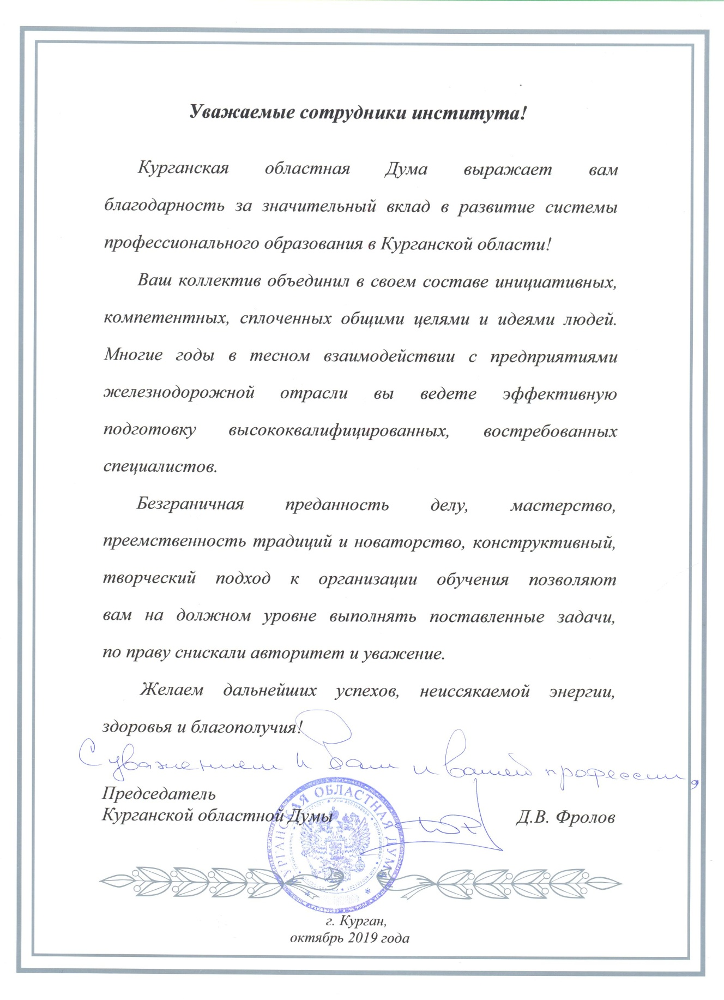 Уважаемые сотрудники института!
Курганская областная Дума выражает вам
благодарность за значительный вклад в развитие системы
профессионального образования в Курганской области!
Ваш коллектив объединил в своем составе инициативных,
компетентных, сплоченных общими целями и идеями людей.
Многие годы в тесном взаимодействии с предприятиями
железнодорожной отрасли вы ведете эффективную
подготовку высококвалифицированных, востребованных
специалистов.
Безграничная преданность делу, мастерство,
преемственность традиций и новаторство, конструктивный,
творческий подход к организации обучения позволяют
вам на должном уровне выполнять поставленные задачи,
по праву снискали авторитет и уважение.
Желаем дальнейших успехов, неиссякаемой энергии,
здоровья и благополучия!
С уважением к Вам и вашей профессии,
Председатель
Курганской областной Думы Д.В. Фролов
КУРГАНСКАЯ ОБЛАСТНАЯ ДУМА
г. Курган,
октябрь 2019 года